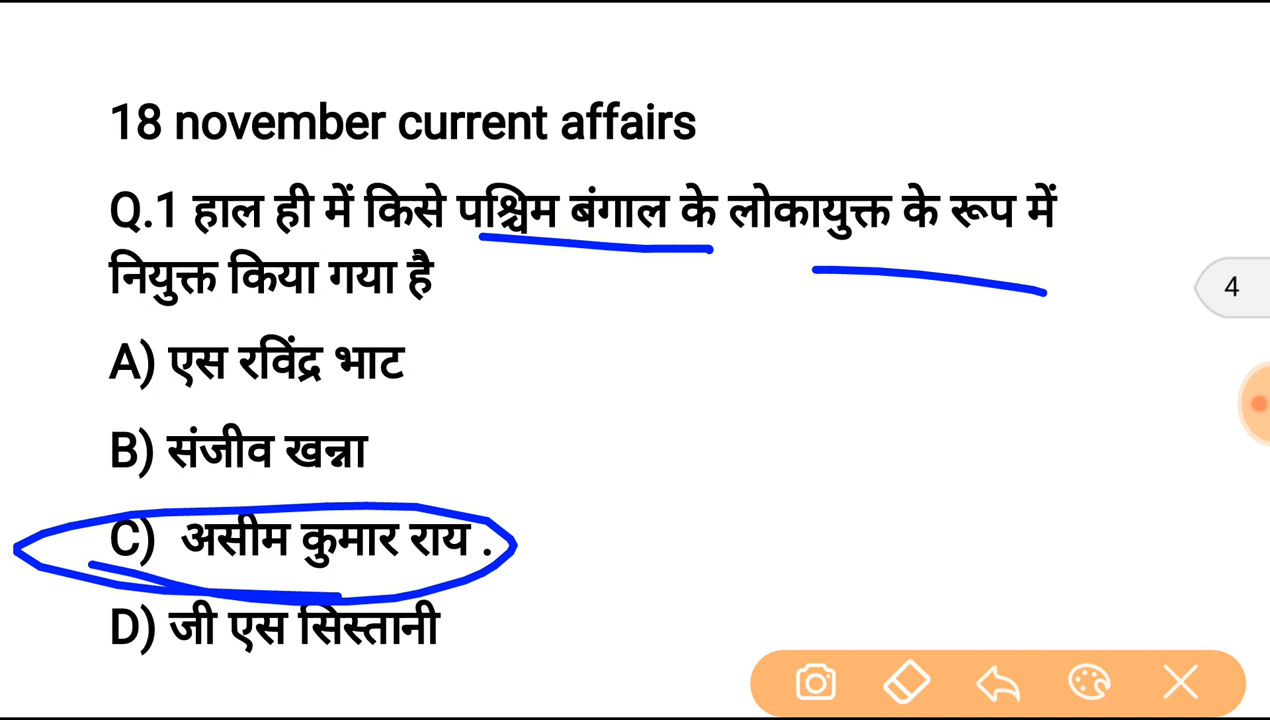 18 november current affairs
Q.1 हाल ही में किसे पश्चिम बंगाल के लोकायुक्त के रूप में
नियुक्त किया गया है
4
A) एस रविंद्र भाट
B) संजीव खन्ना
C) असीम कुमार राय .
D) जी एस सिस्तानी